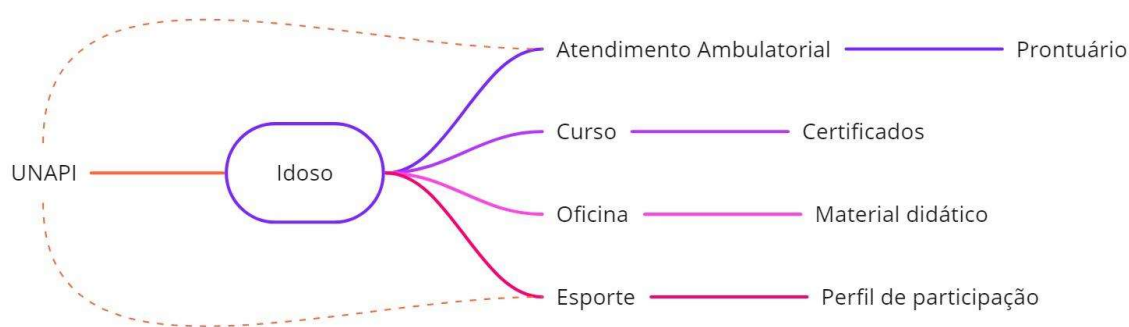 Atendimento Ambulatorial
Prontuário
Curso
Certificados
UNAPI
Idoso
Oficina
Material didático
Esporte
Perfil de participação